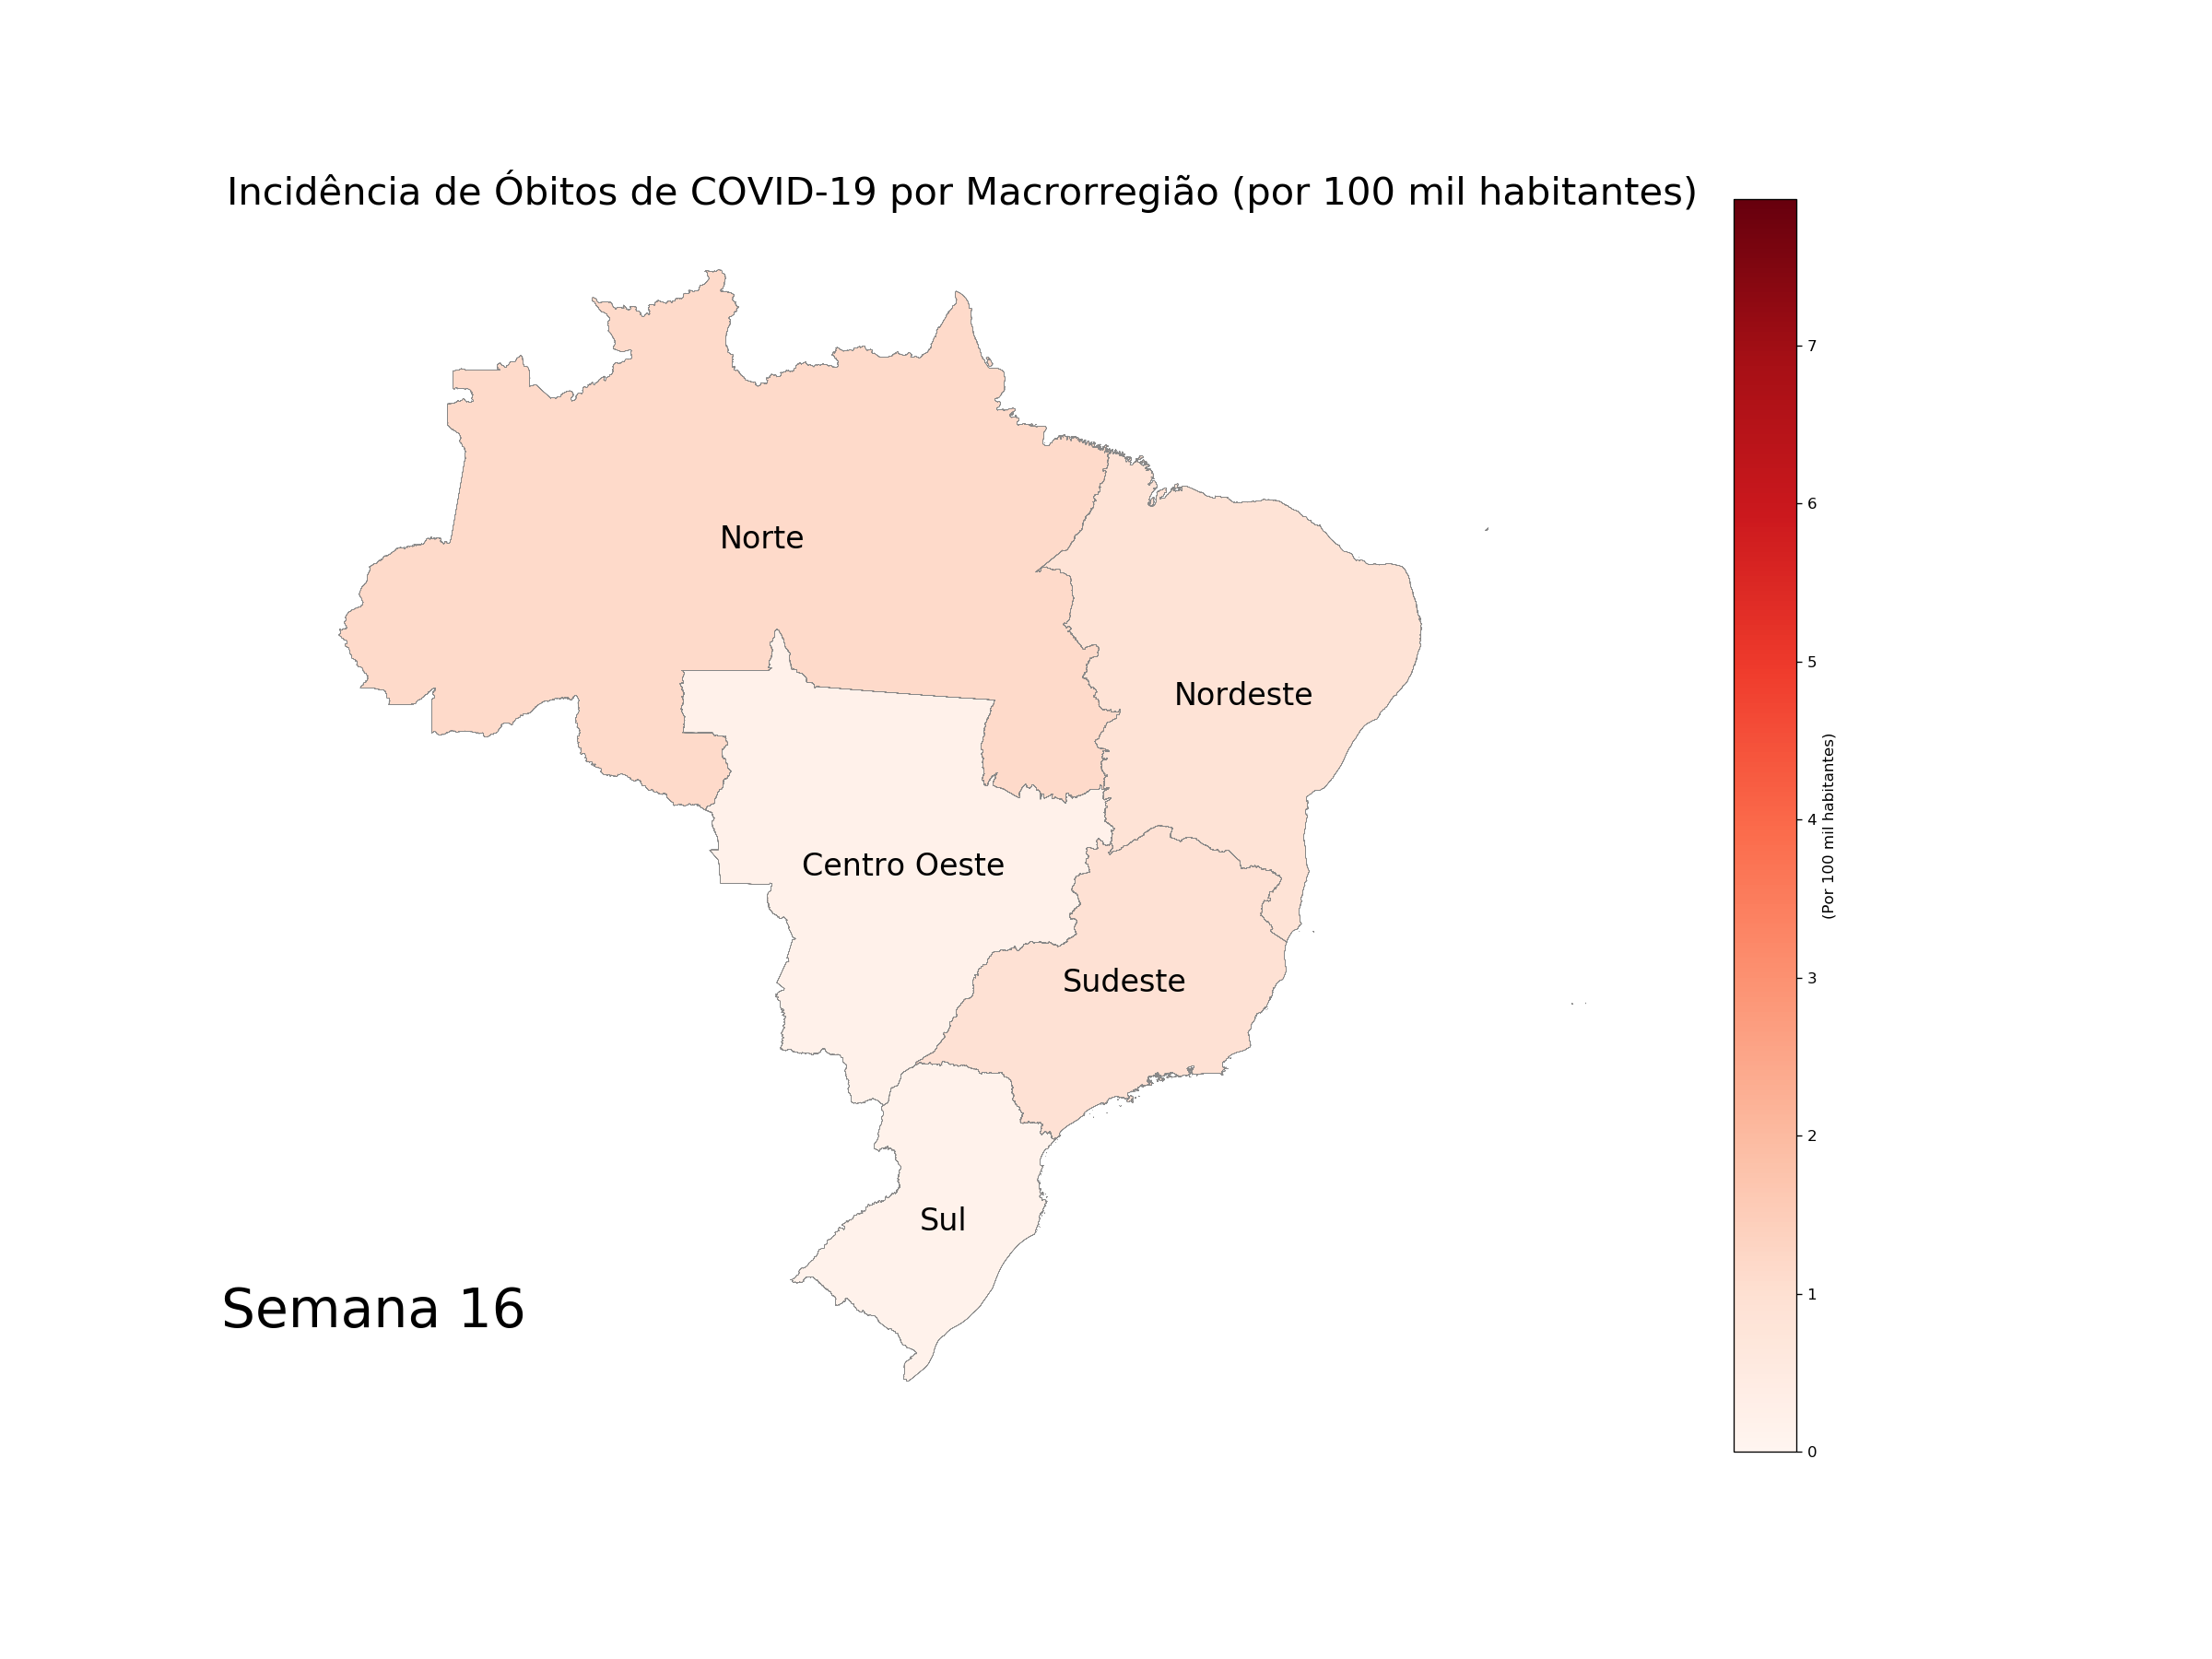 Incidência de Óbitos de COVID-19 por Macrorregião (por 100 mil habitantes)
Norte
Nordeste
Centro Oeste
Sudeste
Sul
Semana 16
7
6
5
4
3
2
1
0
(Por 100 mil habitantes)